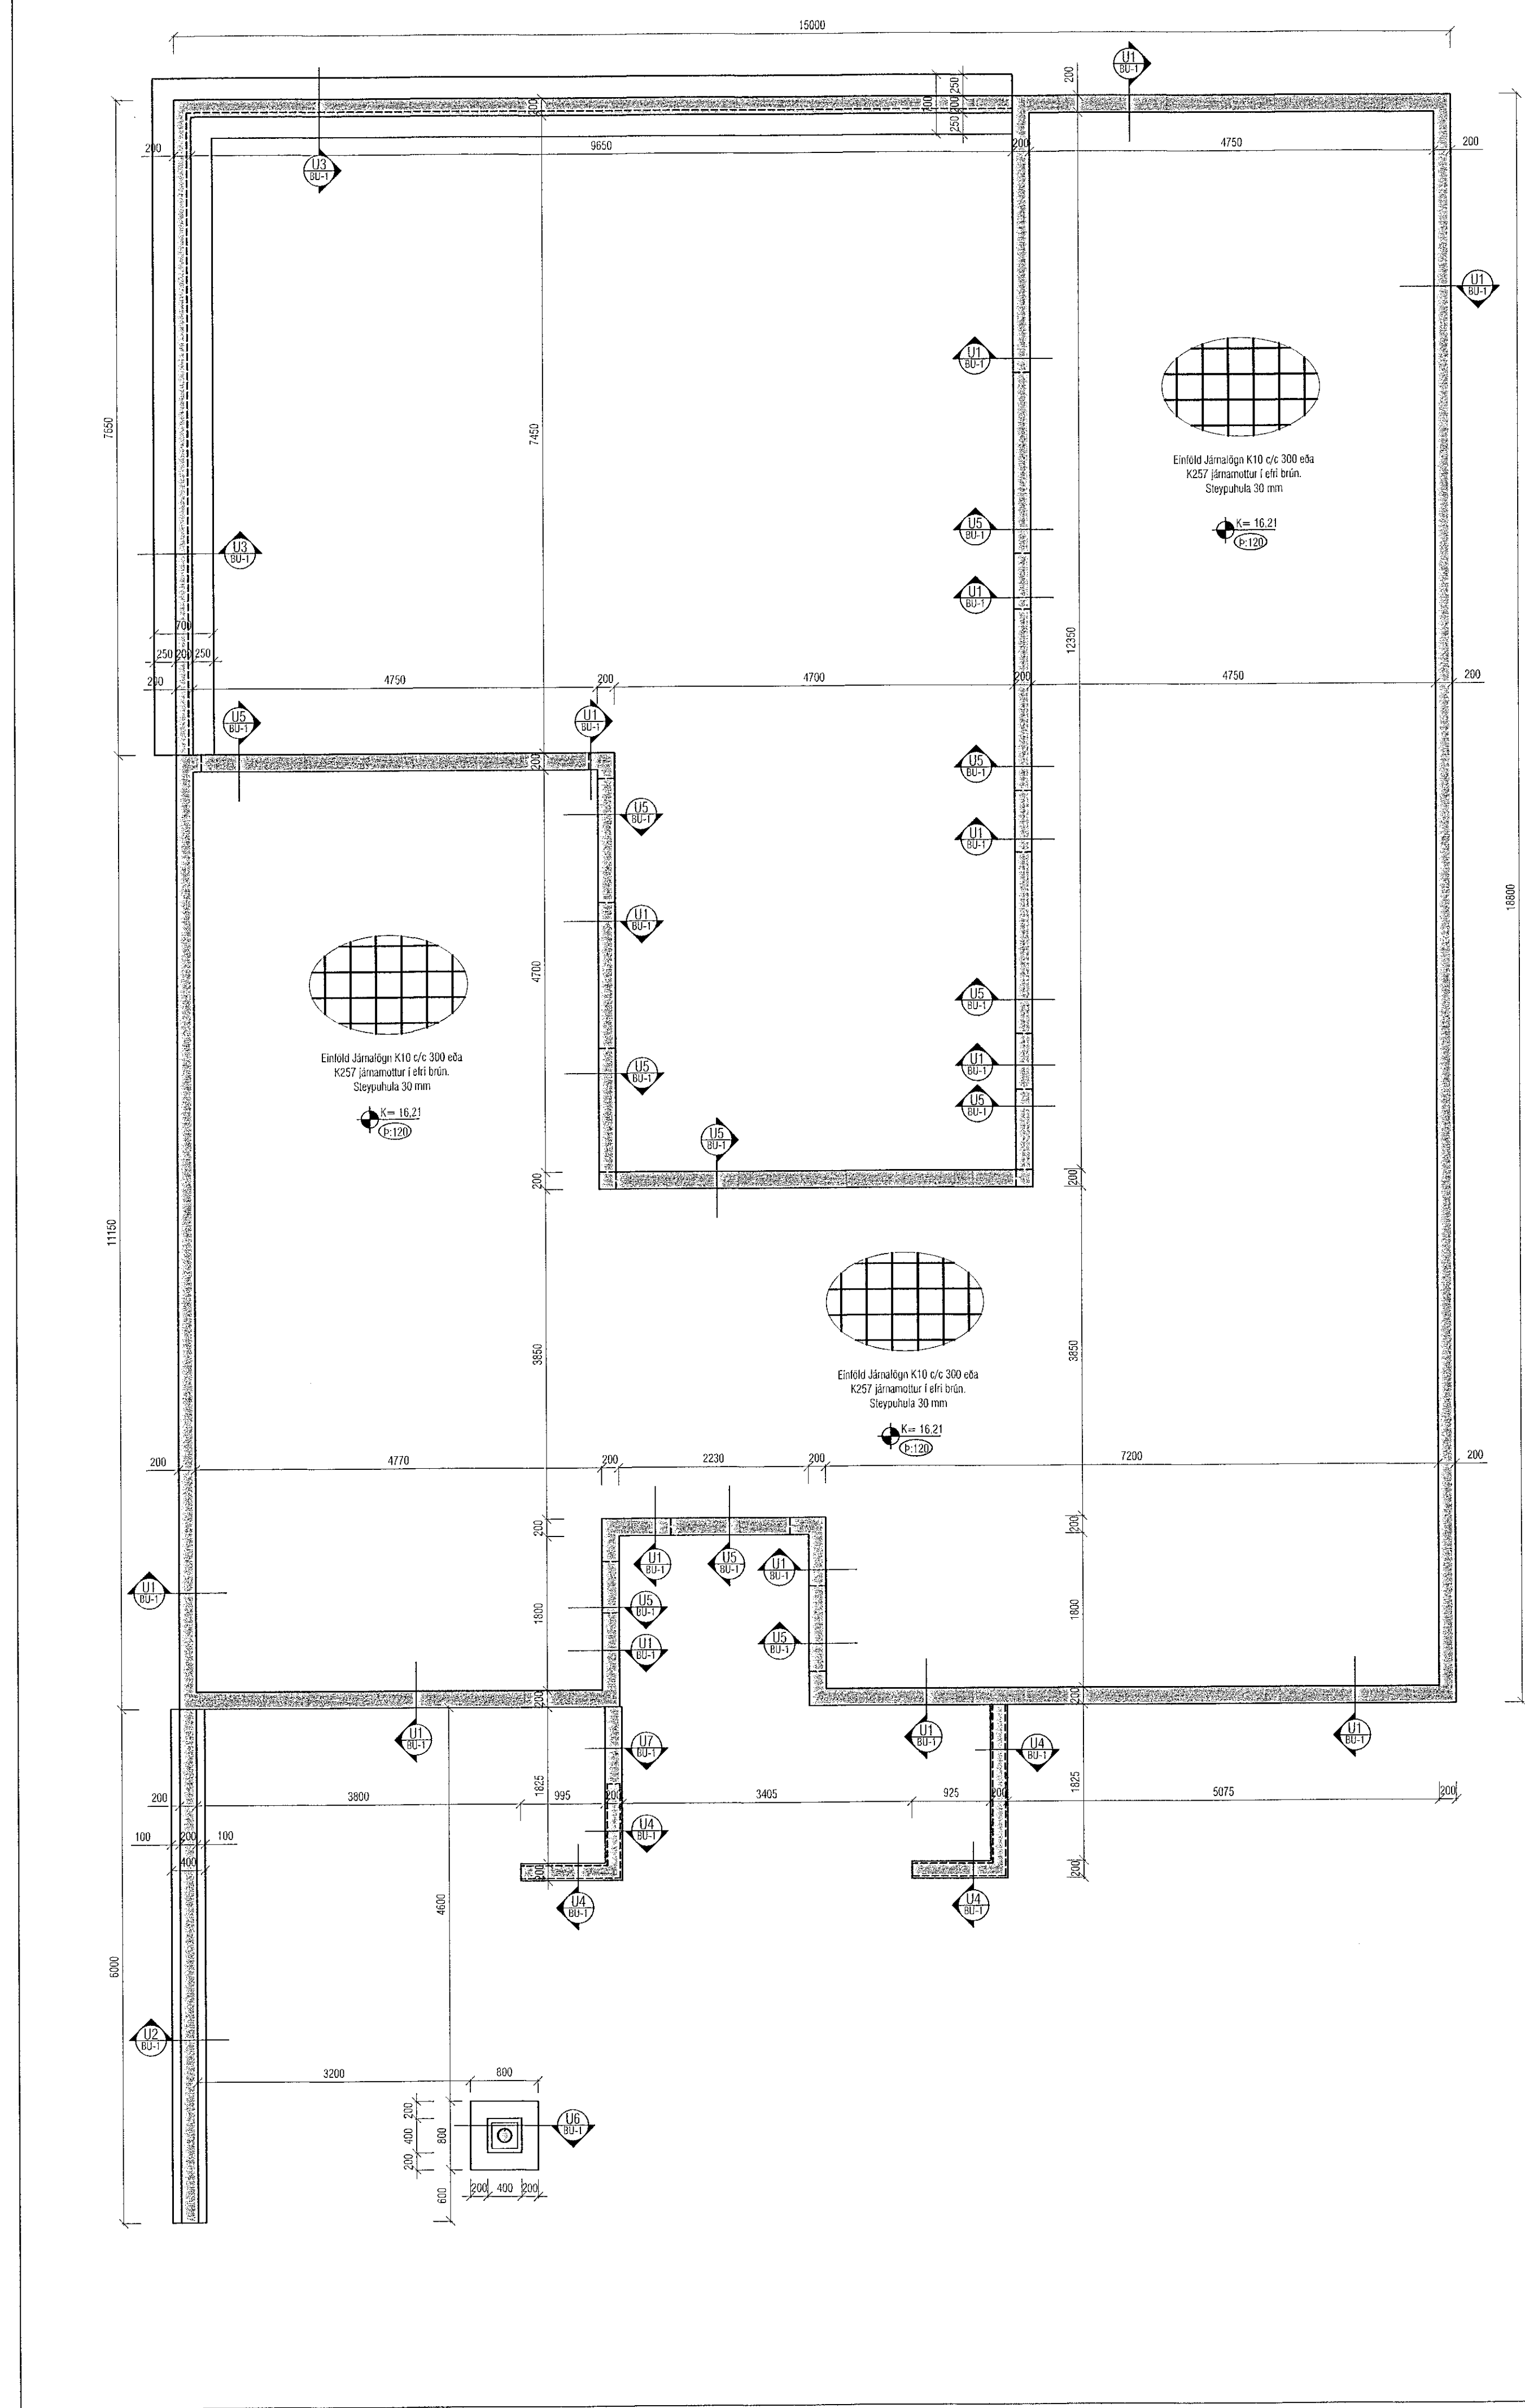 15000
U1
BU-1
200
250
200
250
700
200
200
9650
200
4750
200
U3
BU-1
U1
BU-1
U1
BU-1
7650
7450
Einföld Járnalögn K10 c/c 300 eða
K257 járnamottur í efri brún.
Steypuhula 30 mm
K= 16,21
Þ:120
U5
BU-1
U3
BU-1
U1
BU-1
12350
700
250 200 250
200
4750
200
4700
200
4750
200
U5
BU-1
U1
BU-1
200
U5
BU-1
U5
BU-1
U1
BU-1
18800
U1
BU-1
4700
U5
BU-1
Einföld Járnalögn K10 c/c 300 eða
K257 járnamottur í efri brún.
Steypuhula 30 mm
K= 16,21
Þ:120
U5
BU-1
U1
BU-1
U5
BU-1
U5
BU-1
200
200
11150
3850
3850
Einföld Járnalögn K10 c/c 300 eða
K257 járnamottur í efri brún.
Steypuhula 30 mm
K= 16,21
Þ:120
200
4770
200
2230
200
7200
200
200
200
U1
BU-1
U5
BU-1
U1
BU-1
U1
BU-1
U5
BU-1
1800
1800
U1
BU-1
U5
BU-1
200
200
U1
BU-1
U7
BU-1
U1
BU-1
U4
BU-1
U1
BU-1
1825
1825
200
3800
995
200
3405
925
200
5075
200
100
200
100
400
U4
BU-1
200
200
U4
BU-1
U4
BU-1
4600
6000
U2
BU-1
3200
800
200
400
200
800
U6
BU-1
200 400 200
600